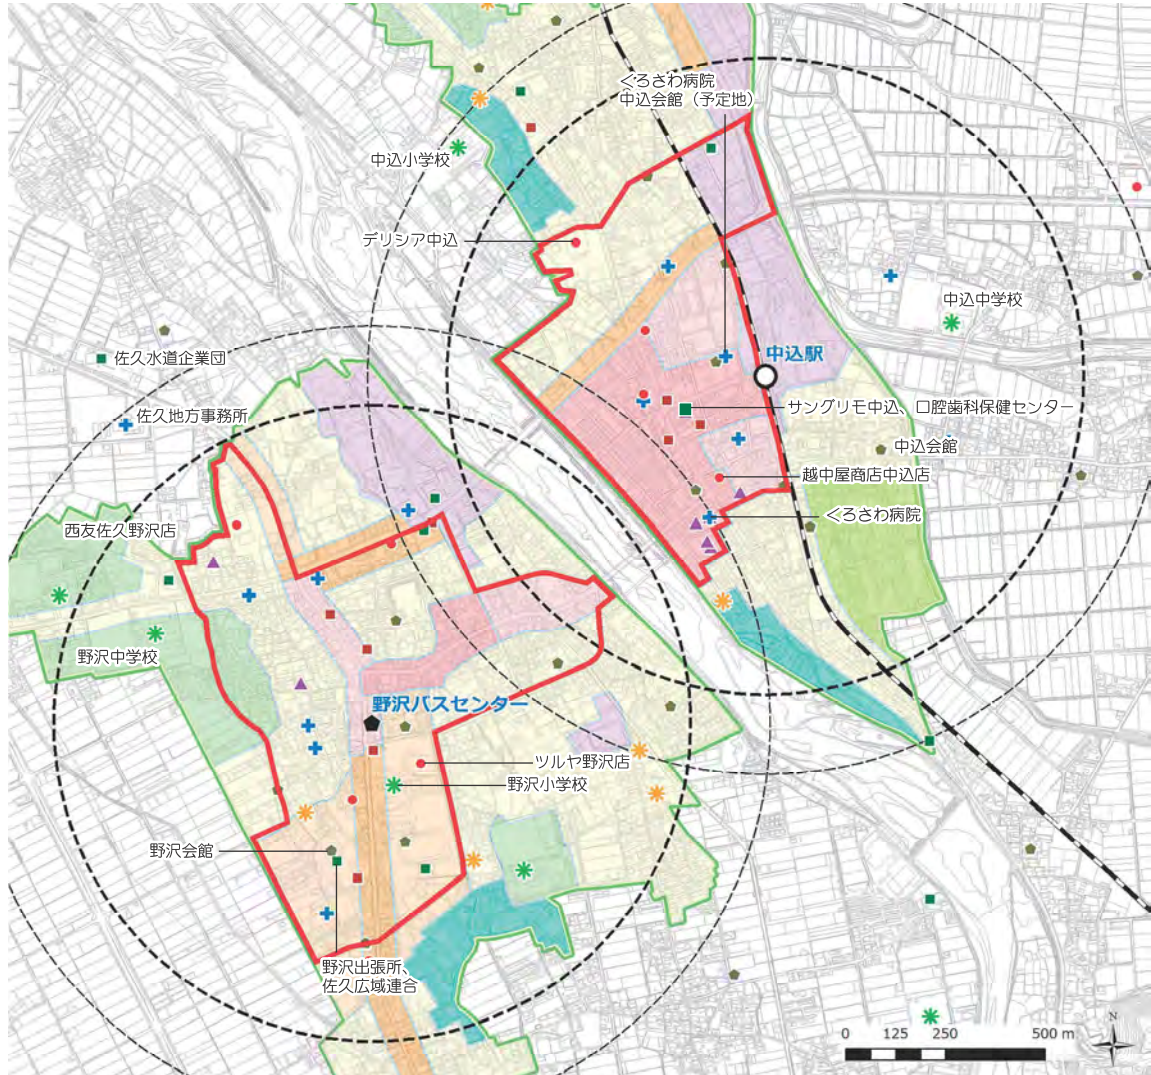 くろさわ病院
中込会館（予定地）
中込小学校
デリシア中込
中込中学校
佐久水道企業団
中込駅
サングリモ中込、口腔歯科保健センター
佐久地方事務所
中込会館
越中屋商店中込店
西友佐久野沢店
くろさわ病院
野沢中学校
野沢バスセンター
ツルヤ野沢店
野沢小学校
野沢会館
野沢出張所、
佐久広域連合
N
0 125 250 500 m